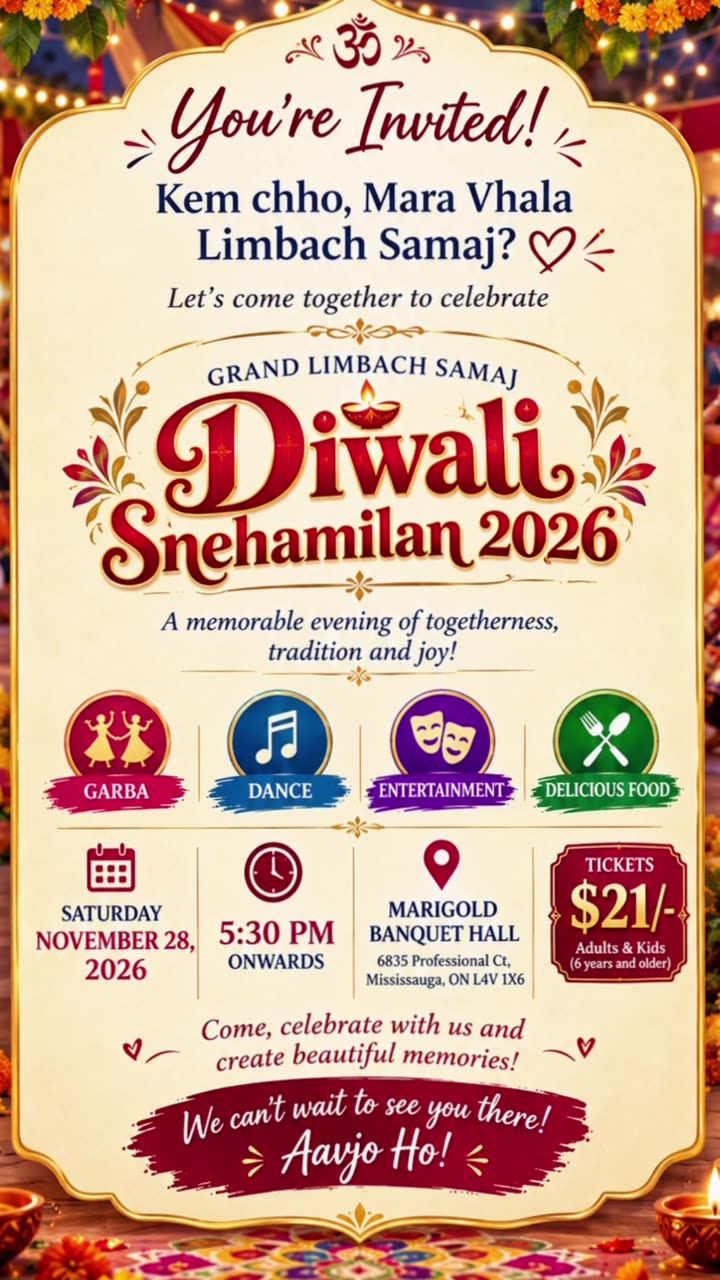 ॐ
You're Invited!
Kem chho, Mara Vhala
Limbach Samaj?
Let's come together to celebrate
GRAND LIMBACH SAMAJ
Diwali
Snehamilan 2026
A memorable evening of togetherness,
tradition and joy!
GARBA
DANCE
ENTERTAINMENT
DELICIOUS FOOD
SATURDAY
NOVEMBER 28,
2026
5:30 PM
ONWARDS
MARIGOLD
BANQUET HALL
6835 Professional Ct,
Mississauga, ON L4V 1X6
TICKETS
$21/-
Adults & Kids
(6 years and older)
Come, celebrate with us and
create beautiful memories!
We can't wait to see you there!
Aavjo Ho!